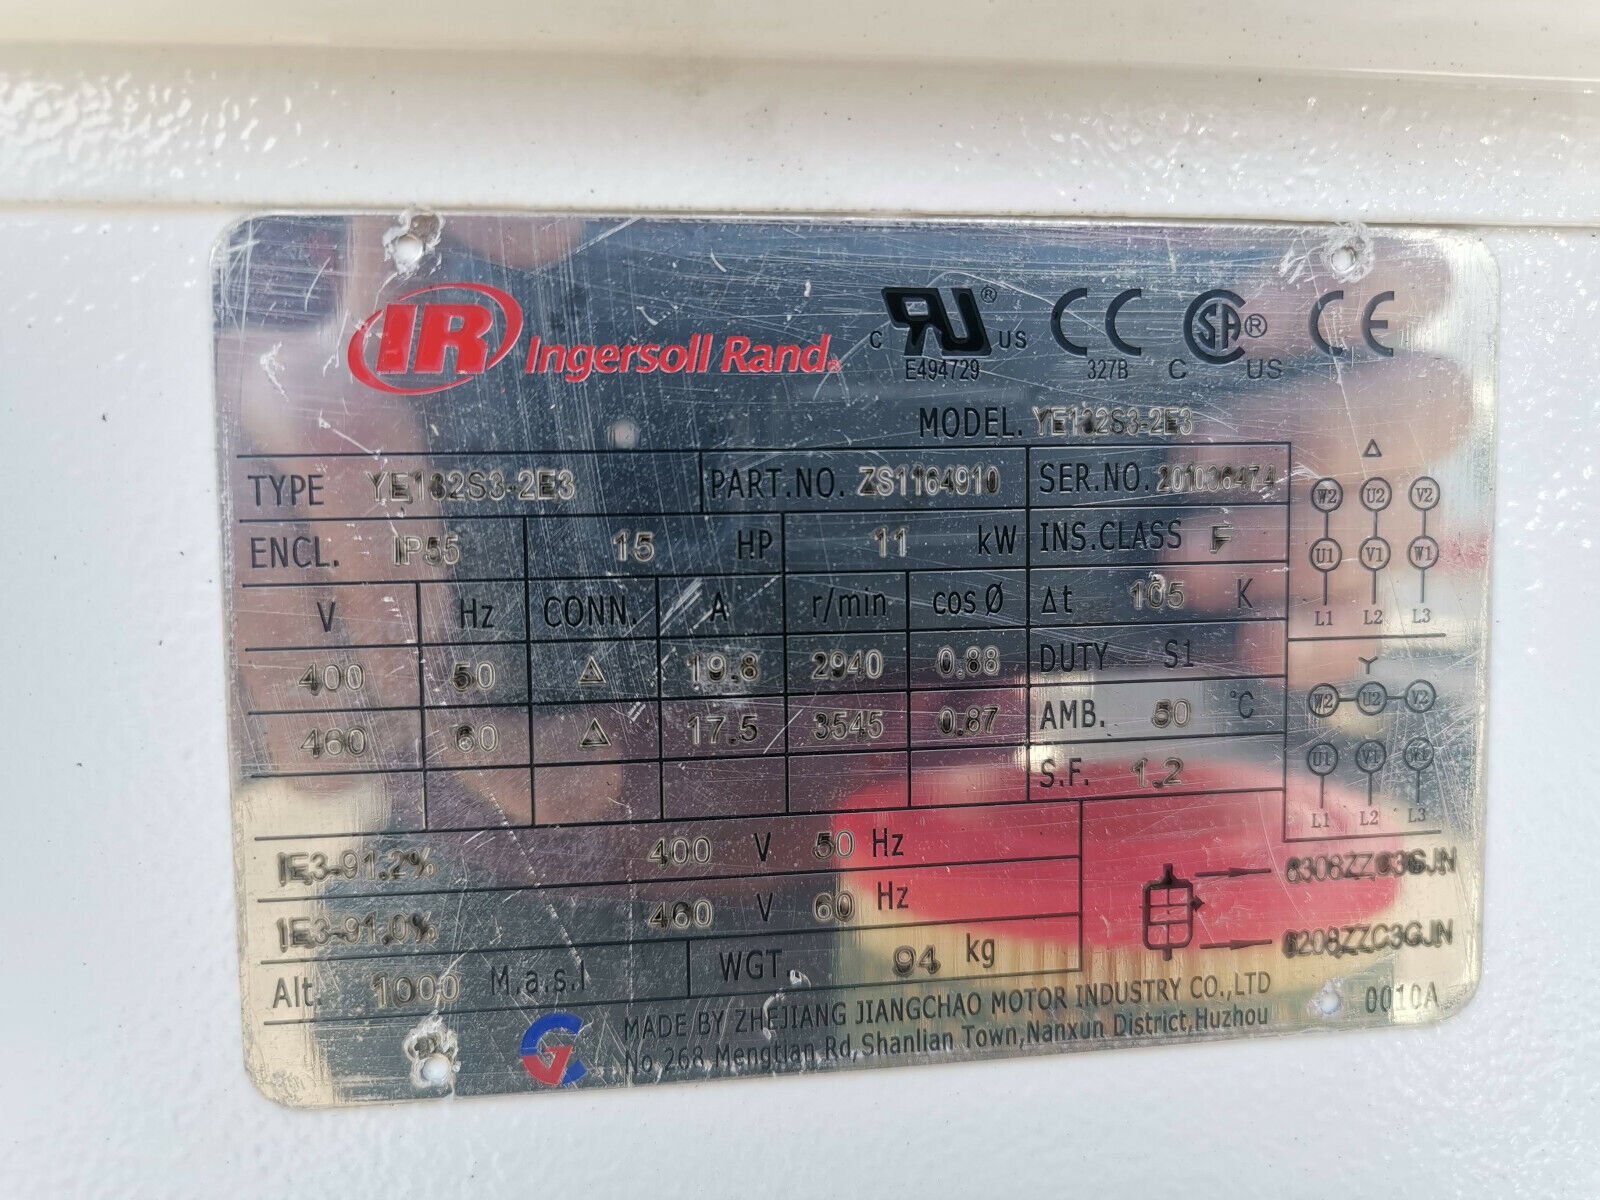 IR Ingersoll Rand®
C RU® US CC CSA® CE
E494729 327B C US
MODEL. YE132S3-2E3
TYPE YE132S3-2E3 PART.NO. ZS1164910 SER.NO. 201036474
ENCL. IP55 15 HP 11 kW INS.CLASS F
V Hz CONN. A r/min cos Ø Δt 105 K
400 50 Δ 19.8 2940 0.88 DUTY S1
460 60 Δ 17.5 3545 0.87 AMB. 50 °C
S.F. 1.2
Δ
W2 U2 V2
U1 V1 W1
L1 L2 L3
Y
W2 U2 V2
U1 V1 W1
L1 L2 L3
IE3-91.2% 400 V 50 Hz
IE3-91.0% 460 V 60 Hz
6308ZZC3GJN
6208ZZC3GJN
Alt. 1000 M.a.s.l WGT. 94 kg
MADE BY ZHEJIANG JIANGCHAO MOTOR INDUSTRY CO.,LTD
No.268,Mengtian Rd,Shanlian Town,Nanxun District,Huzhou
0010A